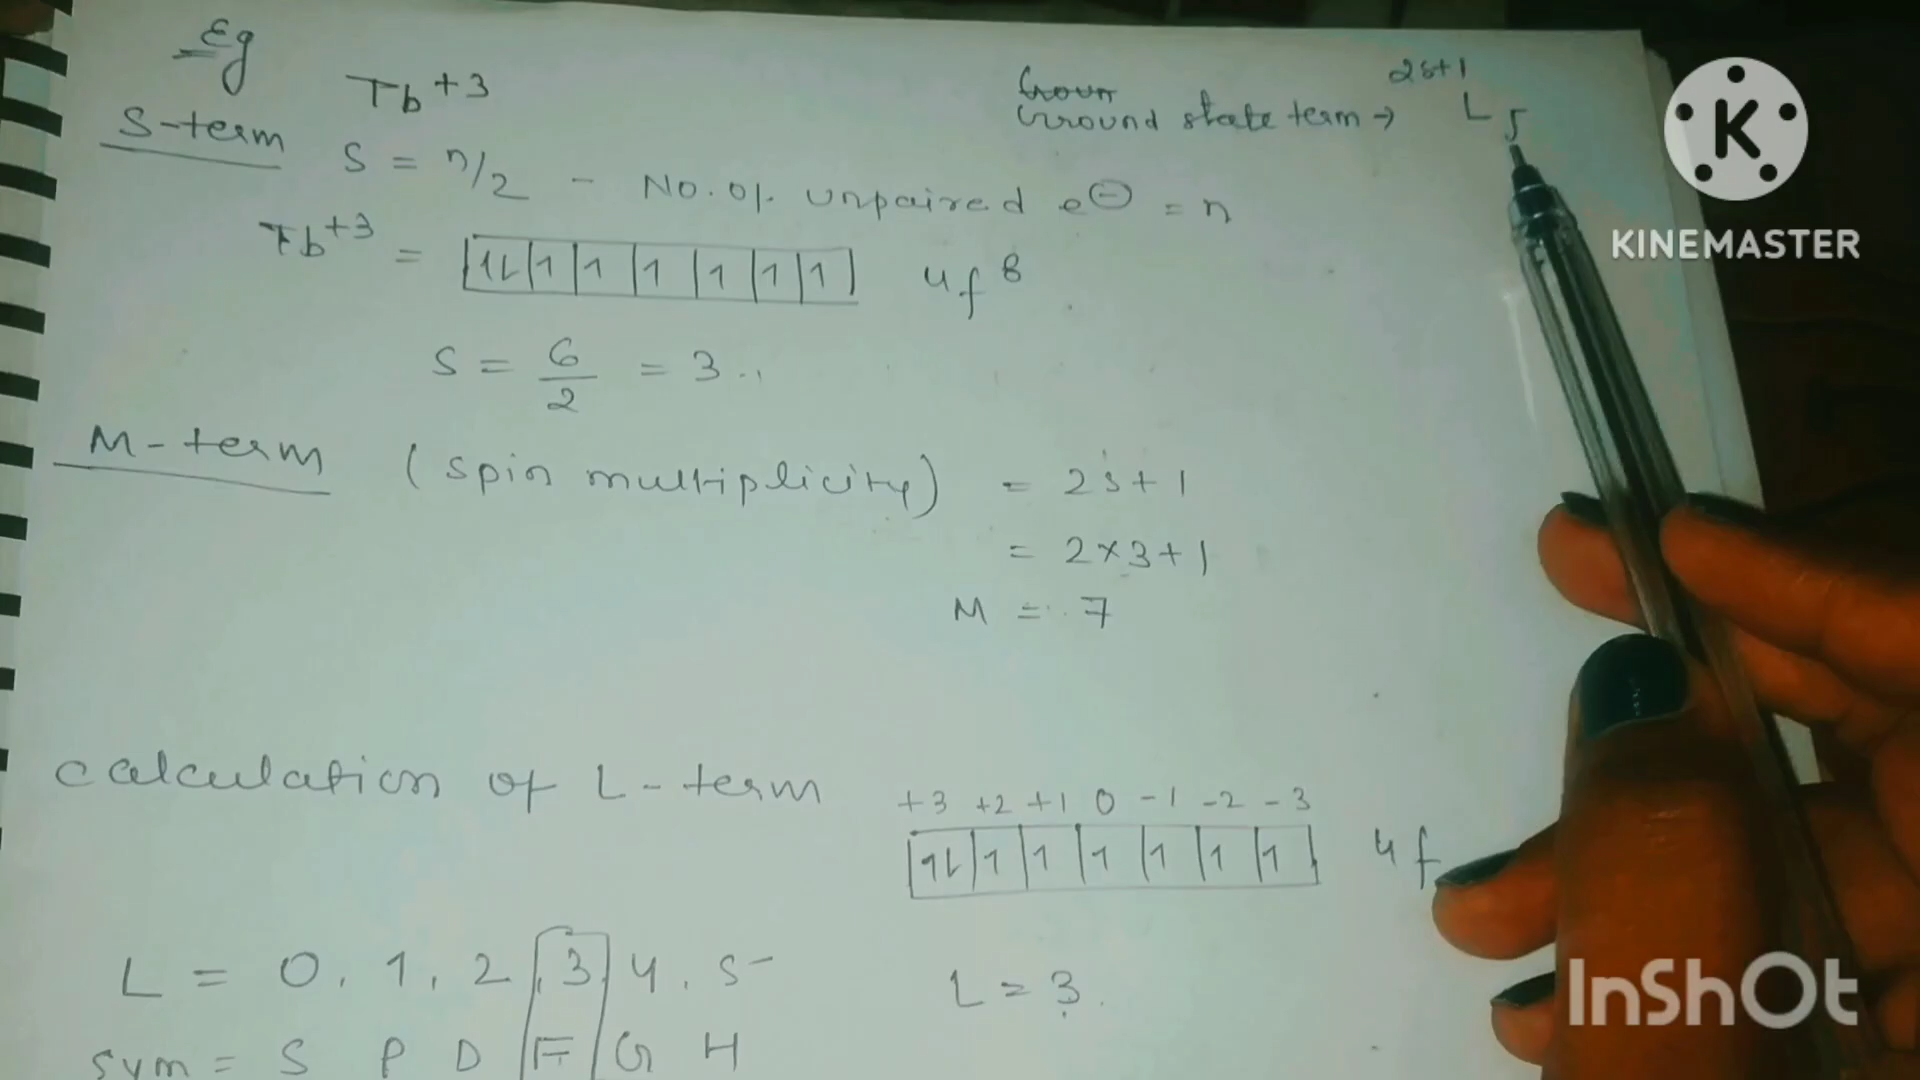 Eg
Tb+3
Groun
Ground state term → 2s+1 L J
S-term
S = n/2 - No. of unpaired e⊖ = n
Tb+3 = 1L 1 1 1 1 1 1 4f8
S = 6/2 = 3
M-term (spin multiplicity) = 2s+1
= 2×3+1
M = 7
calculation of L-term
+3 +2 +1 0 -1 -2 -3
1L 1 1 1 1 1 1 4f
L = 0, 1, 2, 3, 4, 5
L = 3.
sym = S P D F G H
K
KINEMASTER
InShOt